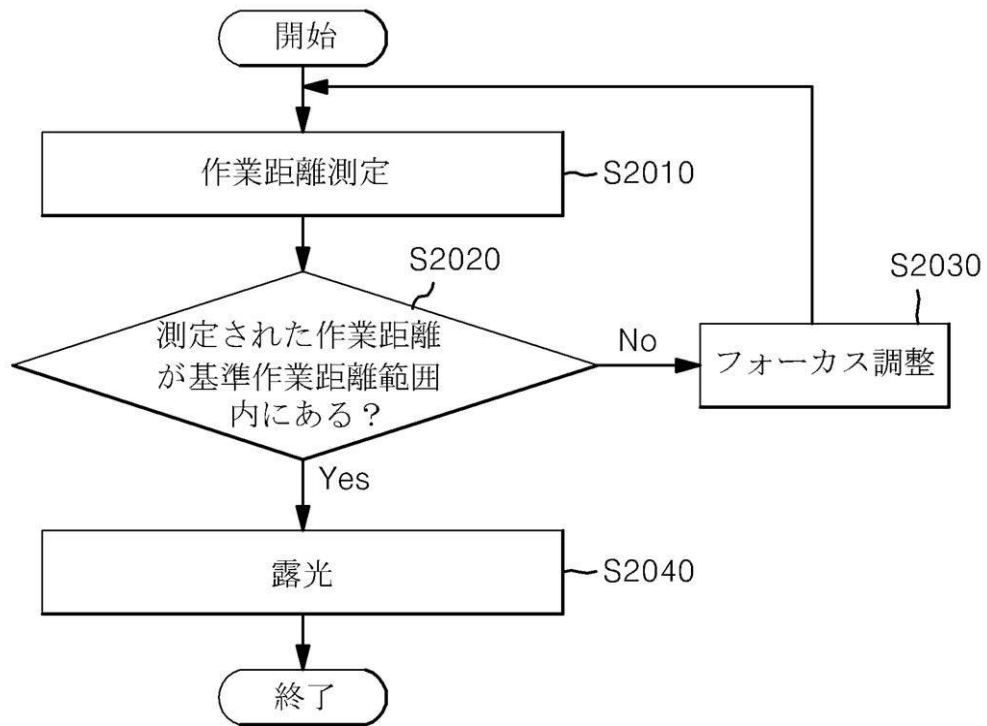 開始
作業距離測定
S2010
S2020
測定された作業距離
が基準作業距離範囲
内にある？
No
S2030
フォーカス調整
Yes
露光
S2040
終了